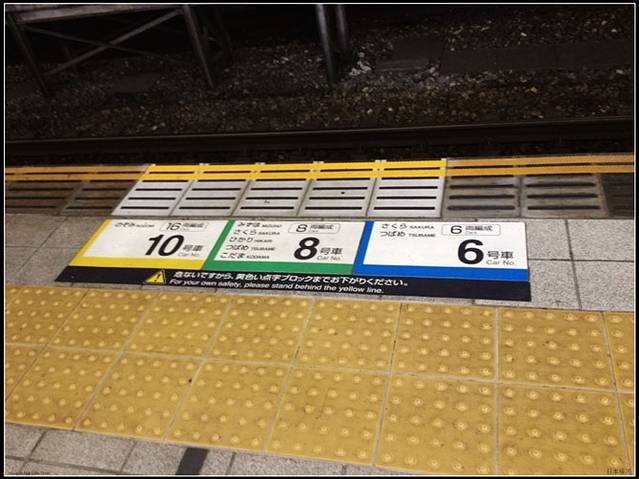 のぞみ NOZOMI
16両編成
10号車
Car No.
みずほ MIZUHO
さくら SAKURA
ひかり HIKARI
つばめ TSUBAME
こだま KODAMA
8両編成
8号車
Car No.
さくら SAKURA
つばめ TSUBAME
6両編成
6号車
Car No.
危ないですから、黄色い点字ブロックまでお下がりください。
For your own safety, please stand behind the yellow line.